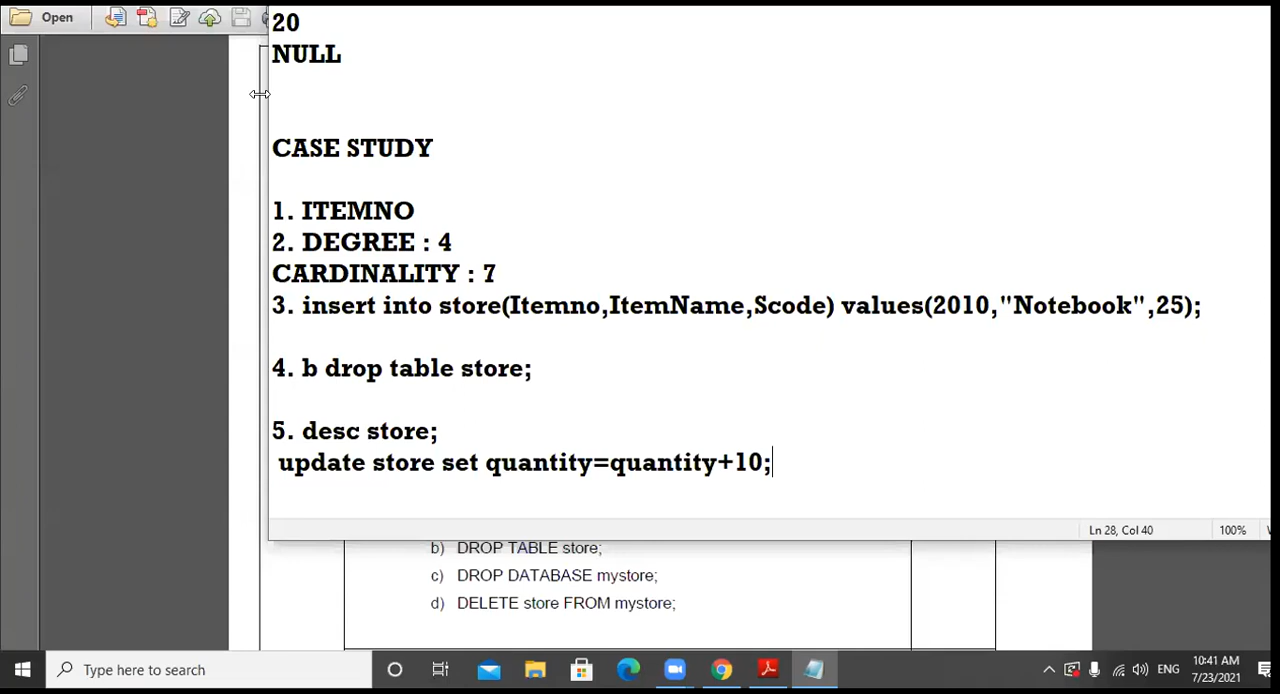 Open
20
NULL
CASE STUDY
1. ITEMNO
2. DEGREE : 4
CARDINALITY : 7
3. insert into store(Itemno,ItemName,Scode) values(2010,"Notebook",25);
4. b drop table store;
5. desc store;
update store set quantity=quantity+10;
Ln 28, Col 40 100%
b) DROP TABLE store;
c) DROP DATABASE mystore;
d) DELETE store FROM mystore;
Type here to search
ENG
10:41 AM
7/23/2021